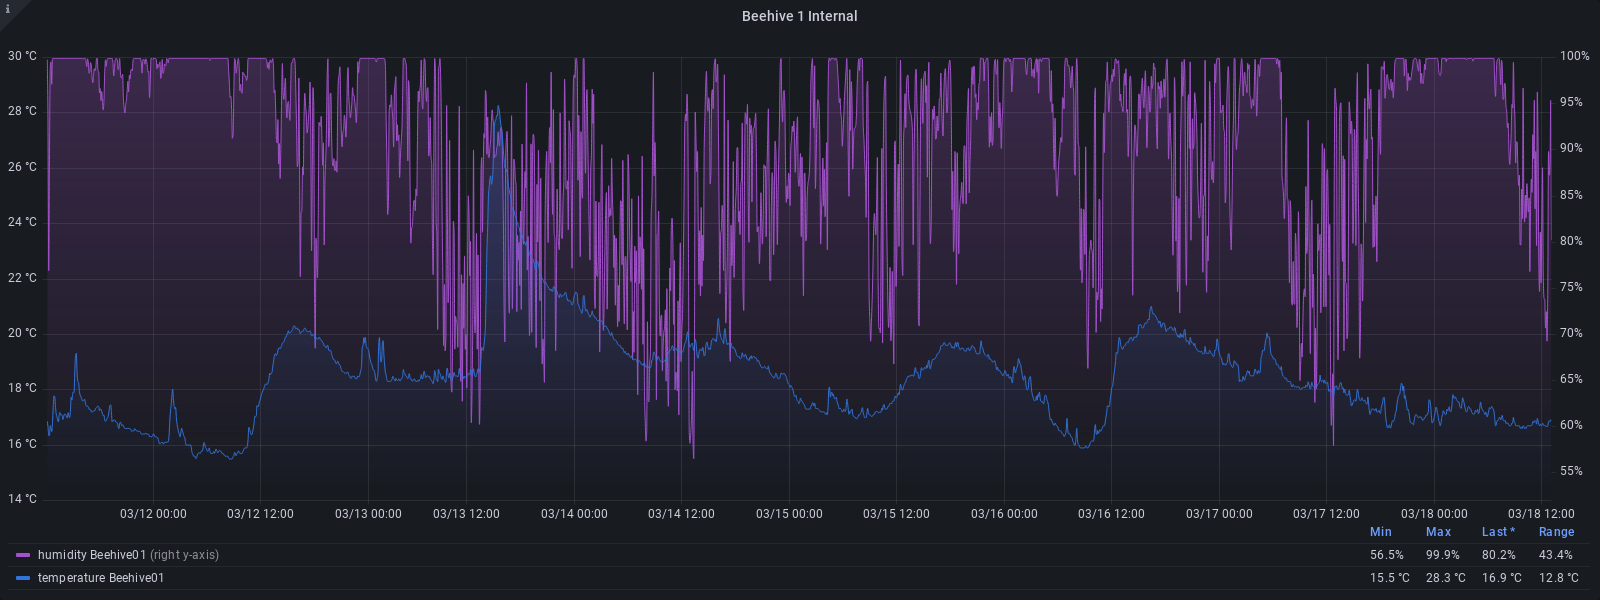 i
Beehive 1 Internal
30 °C 100%
28 °C 95%
26 °C 90%
24 °C 85%
22 °C 80%
20 °C 75%
18 °C 70%
16 °C 65%
14 °C 60%
55%
03/12 00:00 03/12 12:00 03/13 00:00 03/13 12:00 03/14 00:00 03/14 12:00 03/15 00:00 03/15 12:00 03/16 00:00 03/16 12:00 03/17 00:00 03/17 12:00 03/18 00:00 03/18 12:00
Min Max Last * Range
humidity Beehive01 (right y-axis) 56.5% 99.9% 80.2% 43.4%
temperature Beehive01 15.5 °C 28.3 °C 16.9 °C 12.8 °C